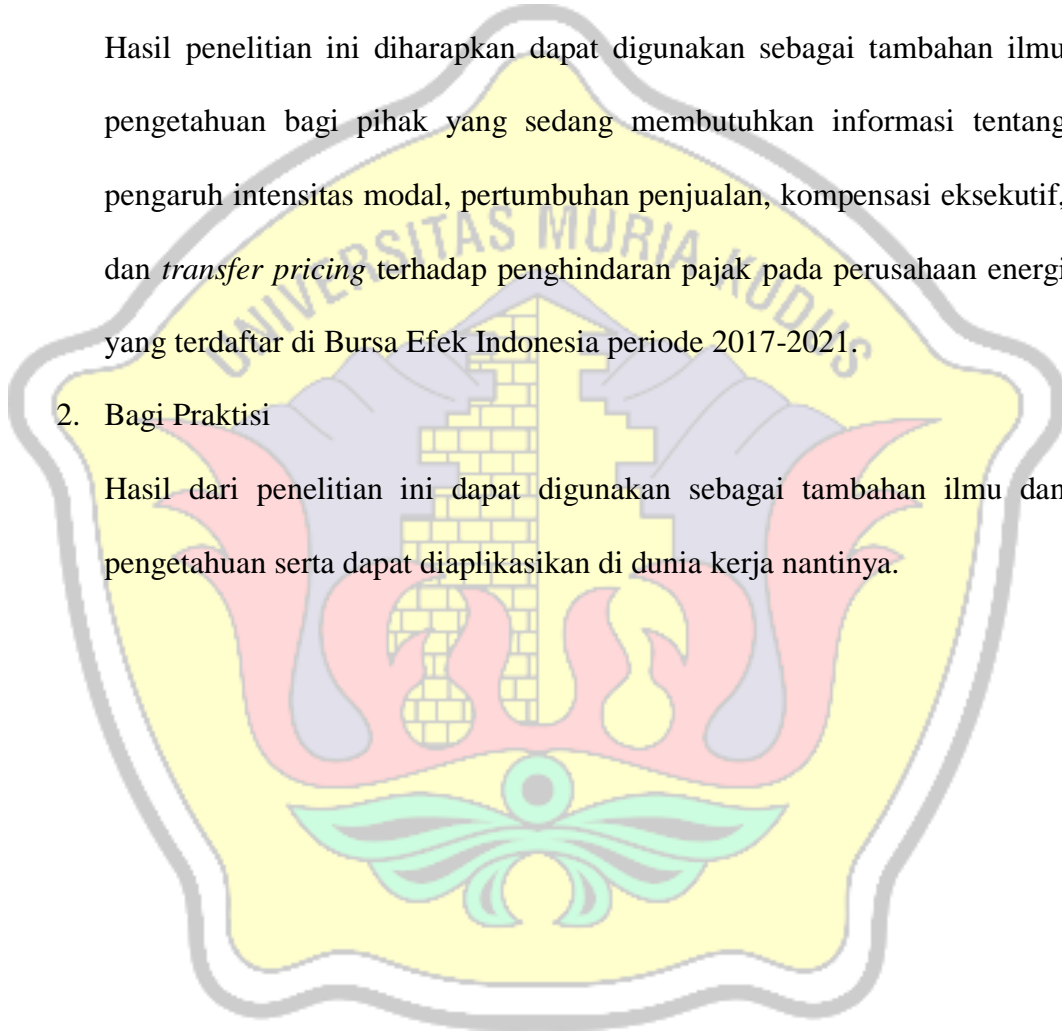 Hasil penelitian ini diharapkan dapat digunakan sebagai tambahan ilmu
pengetahuan bagi pihak yang sedang membutuhkan informasi tentang
pengaruh intensitas modal, pertumbuhan penjualan, kompensasi eksekutif,
dan transfer pricing terhadap penghindaran pajak pada perusahaan energi
yang terdaftar di Bursa Efek Indonesia periode 2017-2021.
2. Bagi Praktisi
Hasil dari penelitian ini dapat digunakan sebagai tambahan ilmu dan
pengetahuan serta dapat diaplikasikan di dunia kerja nantinya.
UNIVERSITAS MURIA KUDUS